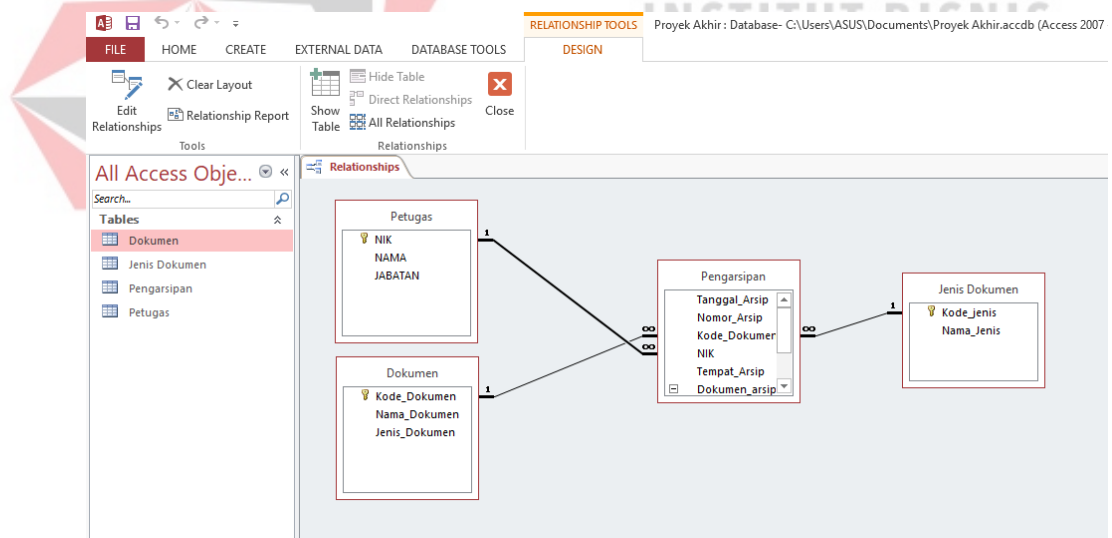 INSTITUT BISNIS
RELATIONSHIP TOOLS
Proyek Akhir : Database- C:\Users\ASUS\Documents\Proyek Akhir.accdb (Access 2007
FILE HOME CREATE EXTERNAL DATA DATABASE TOOLS DESIGN
Edit Relationships
Clear Layout
Relationship Report
Tools
Show Table
Hide Table
Direct Relationships
All Relationships
Close
Relationships
All Access Obje...
Search...
Tables
Dokumen
Jenis Dokumen
Pengarsipan
Petugas
Relationships
Petugas
NIK
NAMA
JABATAN
1
Dokumen
Kode_Dokumen
Nama_Dokumen
Jenis_Dokumen
1
Pengarsipan
Tanggal_Arsip
Nomor_Arsip
Kode_Dokumer
NIK
Tempat_Arsip
Dokumen_arsip
∞
∞
∞
1
Jenis Dokumen
Kode_jenis
Nama_Jenis